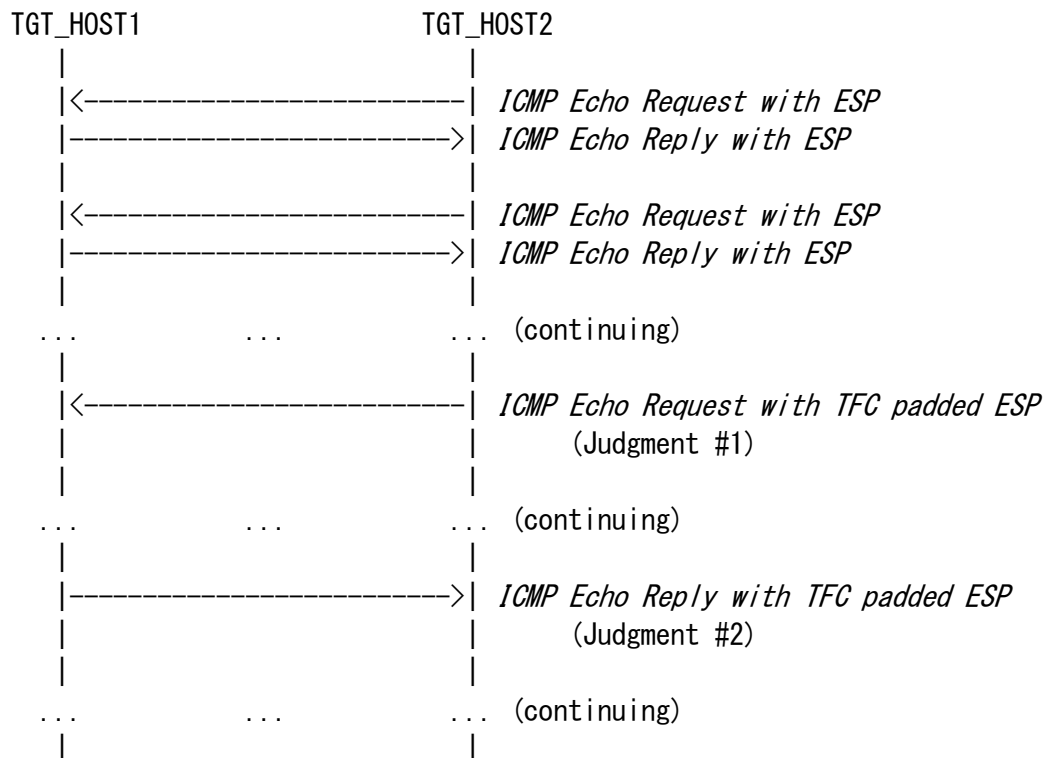 TGT_HOST1 TGT_HOST2
| |
|<--------------------------| ICMP Echo Request with ESP
|-------------------------->| ICMP Echo Reply with ESP
| |
|<--------------------------| ICMP Echo Request with ESP
|-------------------------->| ICMP Echo Reply with ESP
| |
... ... ... (continuing)
| |
|<--------------------------| ICMP Echo Request with TFC padded ESP
| | (Judgment #1)
| |
... ... ... (continuing)
| |
|-------------------------->| ICMP Echo Reply with TFC padded ESP
| | (Judgment #2)
| |
... ... ... (continuing)
| |